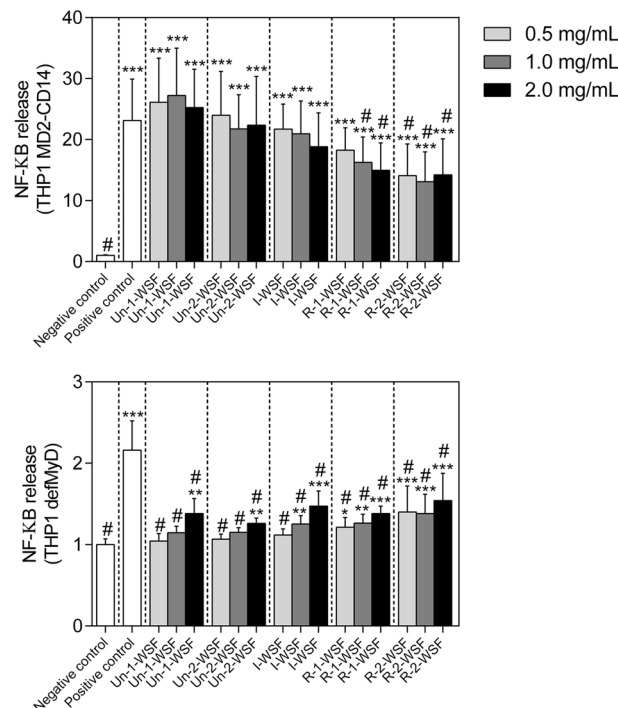 0.5 mg/mL
1.0 mg/mL
2.0 mg/mL
NF-κB release
(THP1 MD2-CD14)
40
30
20
10
0
#
***
*** *** ***
*** *** ***
*** *** ***
*** # *** # ***
# *** # *** # ***
Negative control
Positive control
Un-1-WSF
Un-1-WSF
Un-1-WSF
Un-2-WSF
Un-2-WSF
Un-2-WSF
I-WSF
I-WSF
I-WSF
R-1-WSF
R-1-WSF
R-1-WSF
R-2-WSF
R-2-WSF
R-2-WSF
NF-κB release
(THP1 defMyD)
3
2
1
0
#
***
# # # **
# # # **
# # ** # ***
# * # ** # ***
# *** # *** # ***
Negative control
Positive control
Un-1-WSF
Un-1-WSF
Un-1-WSF
Un-2-WSF
Un-2-WSF
Un-2-WSF
I-WSF
I-WSF
I-WSF
R-1-WSF
R-1-WSF
R-1-WSF
R-2-WSF
R-2-WSF
R-2-WSF